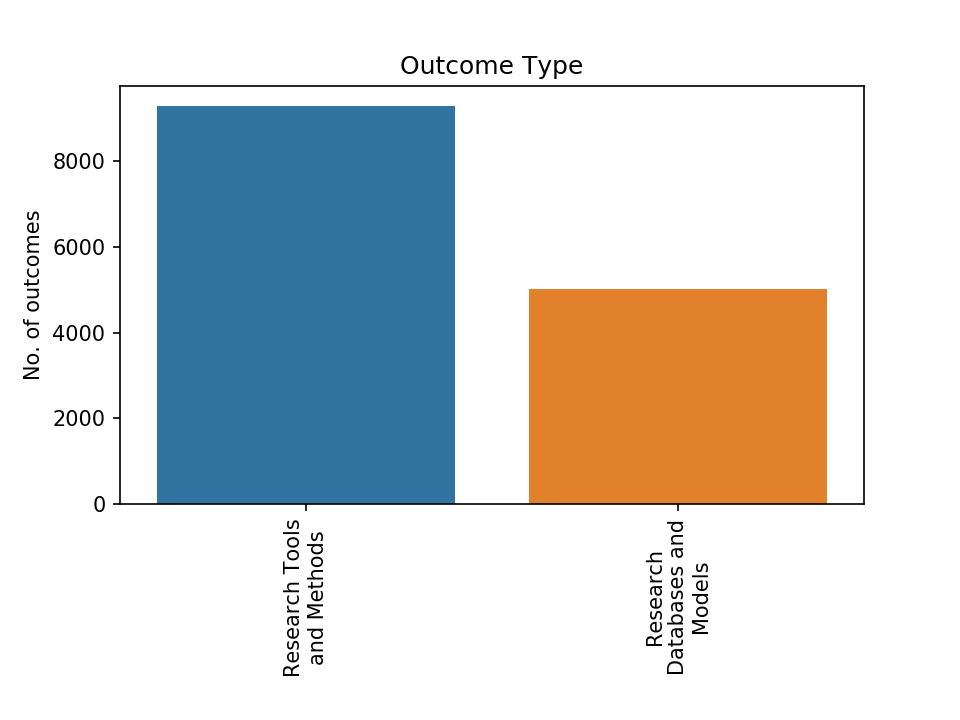 Outcome Type
No. of outcomes
8000
6000
4000
2000
0
Research Tools
and Methods
Research
Databases and
Models